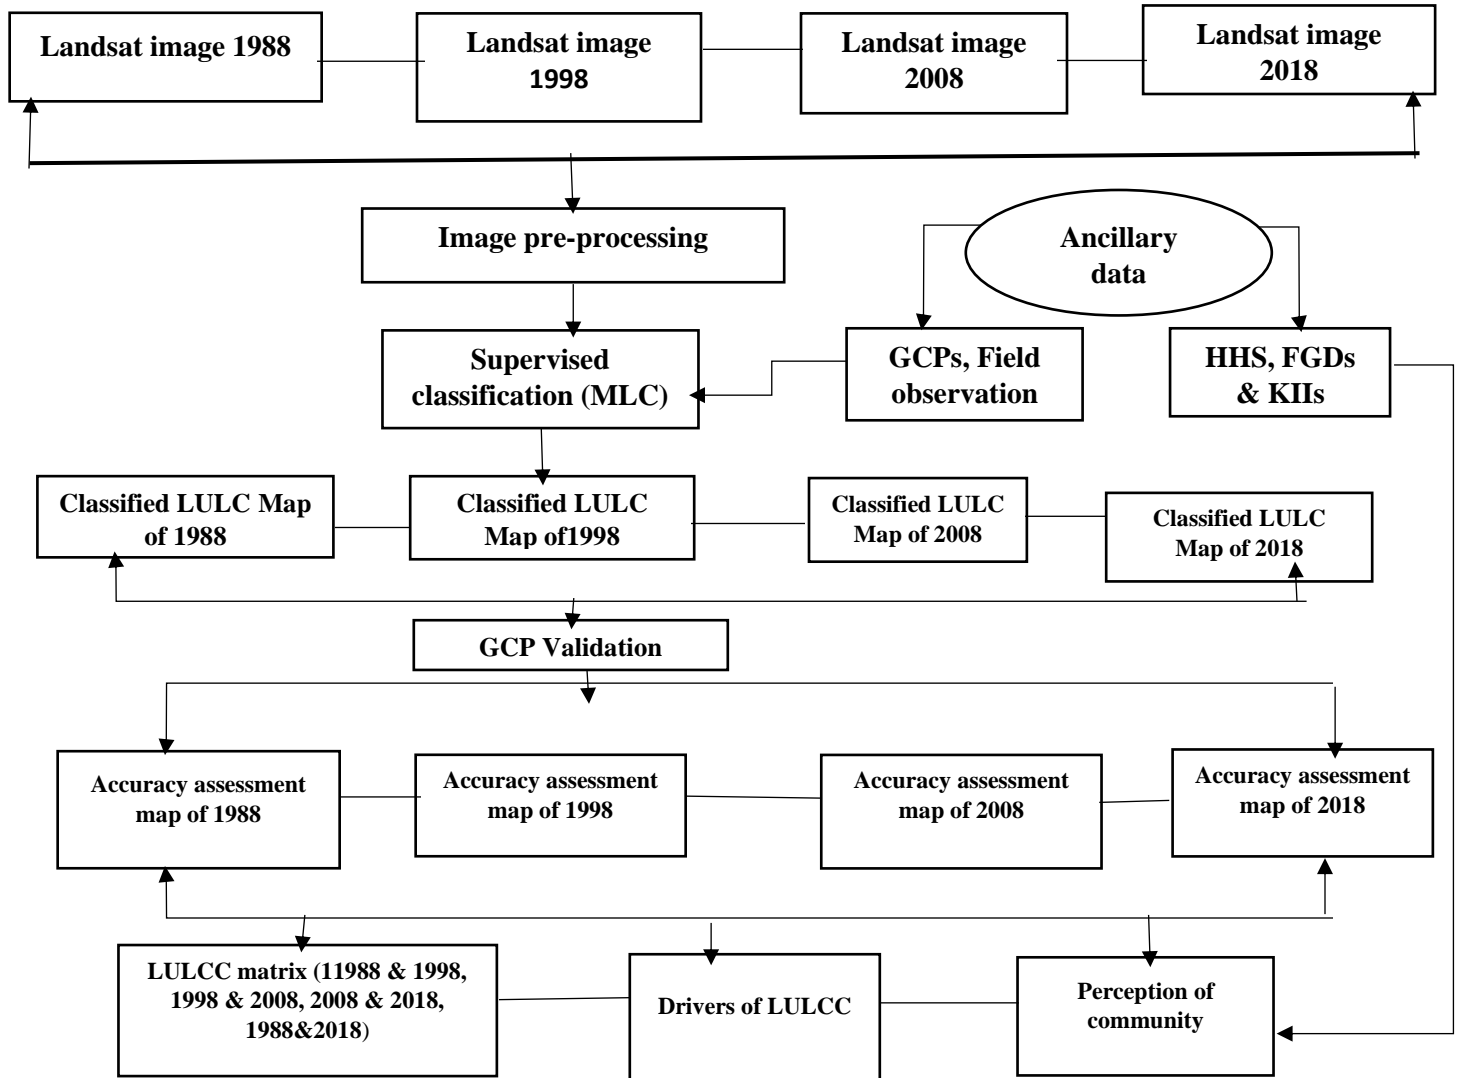 Landsat image 1988
Landsat image
1998
Landsat image
2008
Landsat image
2018
Image pre-processing
Ancillary
data
Supervised
classification (MLC)
GCPs, Field
observation
HHS, FGDs
& KIIs
Classified LULC Map
of 1988
Classified LULC
Map of1998
Classified LULC
Map of 2008
Classified LULC
Map of 2018
GCP Validation
Accuracy assessment
map of 1988
Accuracy assessment
map of 1998
Accuracy assessment
map of 2008
Accuracy assessment
map of 2018
LULCC matrix (11988 & 1998,
1998 & 2008, 2008 & 2018,
1988&2018)
Drivers of LULCC
Perception of
community